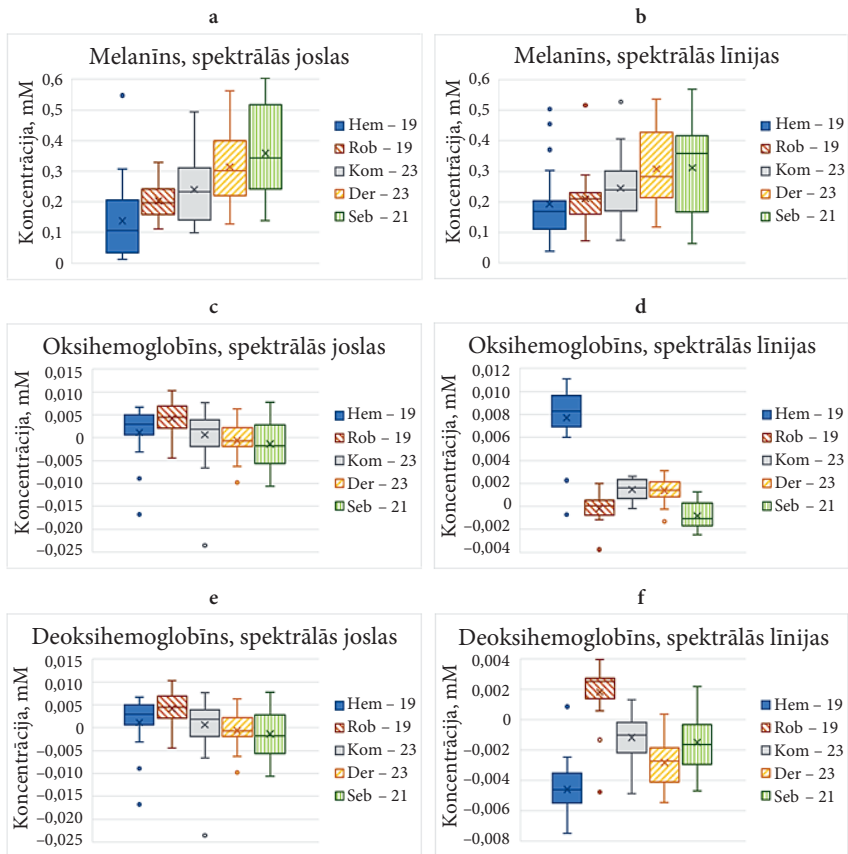 a
Melanīns, spektrālās joslas
Koncentrācija, mM
0,6
0,5
0,4
0,3
0,2
0,1
0
Hem – 19
Rob – 19
Kom – 23
Der – 23
Seb – 21
b
Melanīns, spektrālās līnijas
Koncentrācija, mM
0,6
0,5
0,4
0,3
0,2
0,1
0
Hem – 19
Rob – 19
Kom – 23
Der – 23
Seb – 21
c
Oksihemoglobīns, spektrālās joslas
Koncentrācija, mM
0,015
0,010
0,005
0
–0,005
–0,010
–0,015
–0,020
–0,025
Hem – 19
Rob – 19
Kom – 23
Der – 23
Seb – 21
d
Oksihemoglobīns, spektrālās līnijas
Koncentrācija, mM
0,012
0,010
0,008
0,006
0,004
0,002
0
–0,002
–0,004
Hem – 19
Rob – 19
Kom – 23
Der – 23
Seb – 21
e
Deoksihemoglobīns, spektrālās joslas
Koncentrācija, mM
0,015
0,010
0,005
0
–0,005
–0,010
–0,015
–0,020
–0,025
Hem – 19
Rob – 19
Kom – 23
Der – 23
Seb – 21
f
Deoksihemoglobīns, spektrālās līnijas
Koncentrācija, mM
0,004
0,002
0
–0,002
–0,004
–0,006
–0,008
Hem – 19
Rob – 19
Kom – 23
Der – 23
Seb – 21